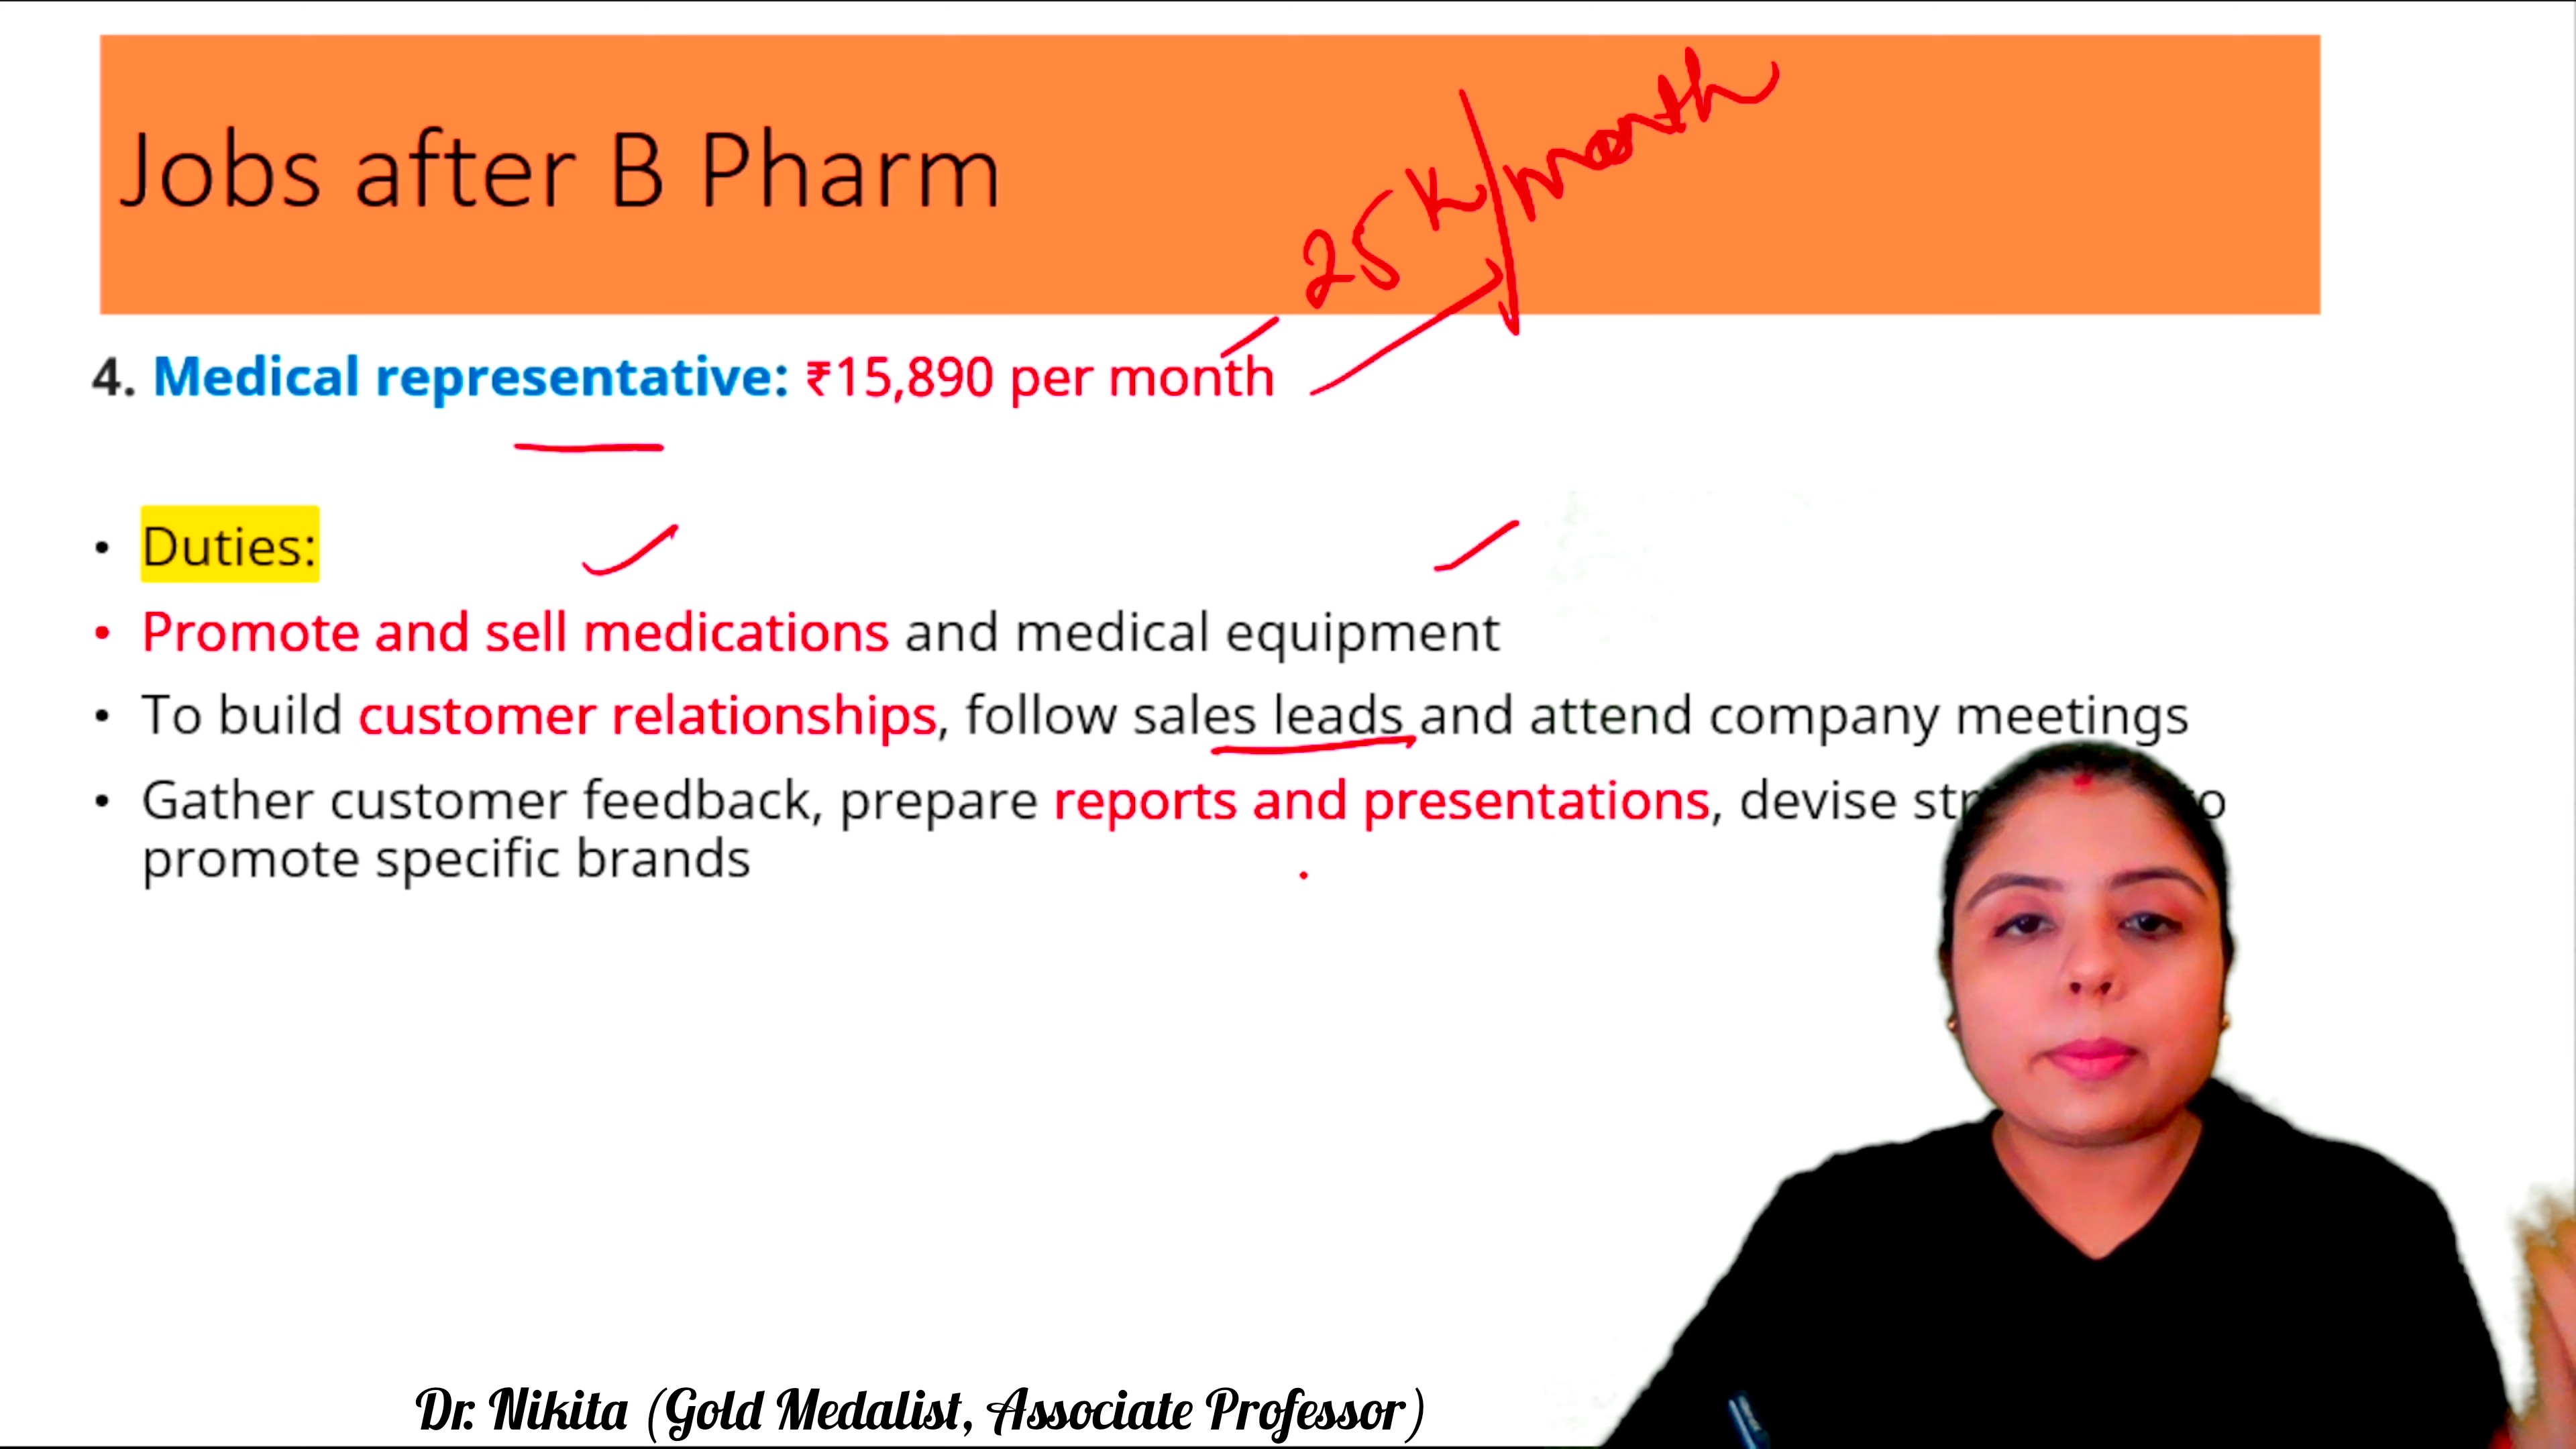 Jobs after B Pharm
25K/month
4. Medical representative: ₹15,890 per month
• Duties:
• Promote and sell medications and medical equipment
• To build customer relationships, follow sales leads and attend company meetings
• Gather customer feedback, prepare reports and presentations, devise
promote specific brands
Dr. Nikita (Gold Medalist, Associate Professor)